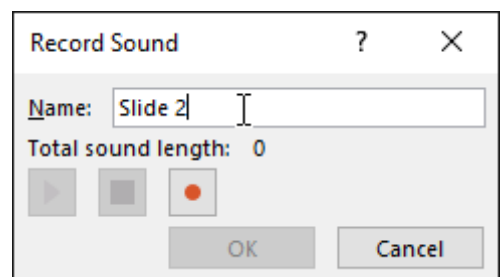 Record Sound ? ×
Name: Slide 2
Total sound length: 0
OK Cancel